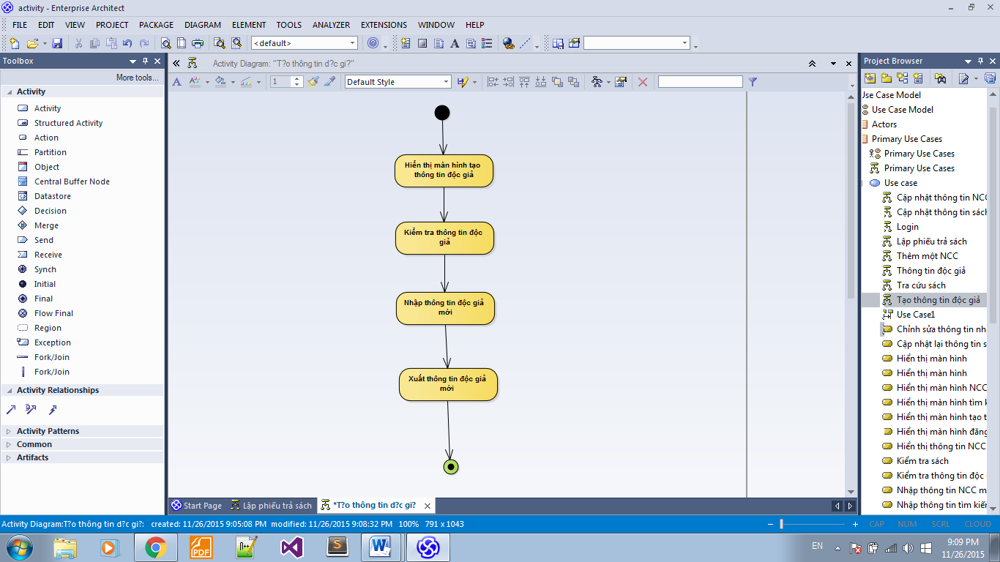 activity - Enterprise Architect
FILE EDIT VIEW PROJECT PACKAGE DIAGRAM ELEMENT TOOLS ANALYZER EXTENSIONS WINDOW HELP
<default>
Toolbox
More tools...
Activity
Activity
Structured Activity
Action
Partition
Object
Central Buffer Node
Datastore
Decision
Merge
Send
Receive
Synch
Initial
Final
Flow Final
Region
Exception
Fork/Join
Fork/Join
Activity Relationships
Activity Patterns
Common
Artifacts
Activity Diagram: "T?o thông tin d?c gi?"
1
Default Style
Hiển thị màn hình tạo
thông tin độc giả
Kiểm tra thông tin độc
giả
Nhập thông tin độc giả
mới
Xuất thông tin độc giả
mới
Start Page Lập phiếu trả sách *T?o thông tin d?c gi?
Project Browser
Use Case Model
Use Case Model
Actors
Primary Use Cases
Primary Use Cases
Primary Use Cases
Use case
Cập nhật thông tin NCC
Cập nhật thông tin sách
Login
Lập phiếu trả sách
Thêm một NCC
Thông tin độc giả
Tra cứu sách
Tạo thông tin độc giả
Use Case1
Chỉnh sửa thông tin nh
Cập nhật lại thông tin s
Hiển thị màn hình
Hiển thị màn hình
Hiển thị màn hình NCC
Hiển thị màn hình tìm k
Hiển thị màn hình tạo t
Hiển thị màn hình đăng
Hiển thị thông tin NCC
Kiểm tra sách
Kiểm tra thông tin độc
Nhập thông tin NCC m
Nhập thông tin tìm kiếm
Activity Diagram:T?o thông tin d?c gi?: created: 11/26/2015 9:05:08 PM modified: 11/26/2015 9:08:32 PM 100% 791 x 1043
CAP NUM SCRL CLOUD
PDF
EN
9:09 PM
11/26/2015